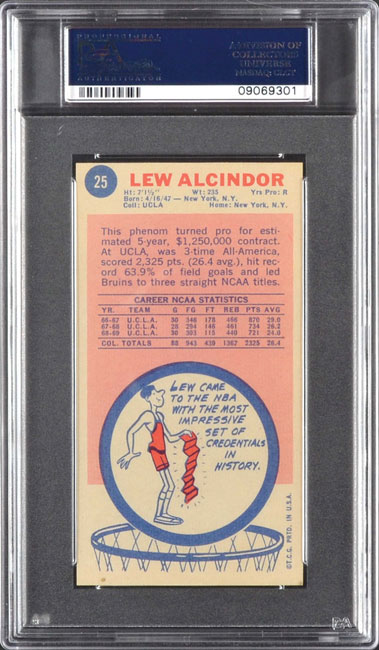 PROFESSIONAL
PSA
AUTHENTICATOR
A DIVISION OF
COLLECTORS
UNIVERSE
NASDAQ: CLCT
09069301
25
LEW ALCINDOR
Ht: 7'1½" Wt: 235 Yrs Pro: R
Born: 4/16/47 — New York, N.Y.
Coll: UCLA Home: New York, N.Y.
This phenom turned pro for esti-
mated 5-year, $1,250,000 contract.
At UCLA, was 3-time All-America,
scored 2,325 pts. (26.4 avg.), hit record
63.9% of field goals and led
Bruins to three straight NCAA titles.
CAREER NCAA STATISTICS
YR. TEAM G FG FT REB PTS AVG
66-67 U.C.L.A. 30 346 178 466 870 29.0
67-68 U.C.L.A. 28 294 146 461 734 26.2
68-69 U.C.L.A. 30 303 115 440 721 24.0
COL. TOTALS 88 943 439 1367 2325 26.4
LEW CAME
TO THE NBA
WITH THE MOST
IMPRESSIVE
SET OF
CREDENTIALS
IN
HISTORY.
©T.C.G. PRTD. IN U.S.A.